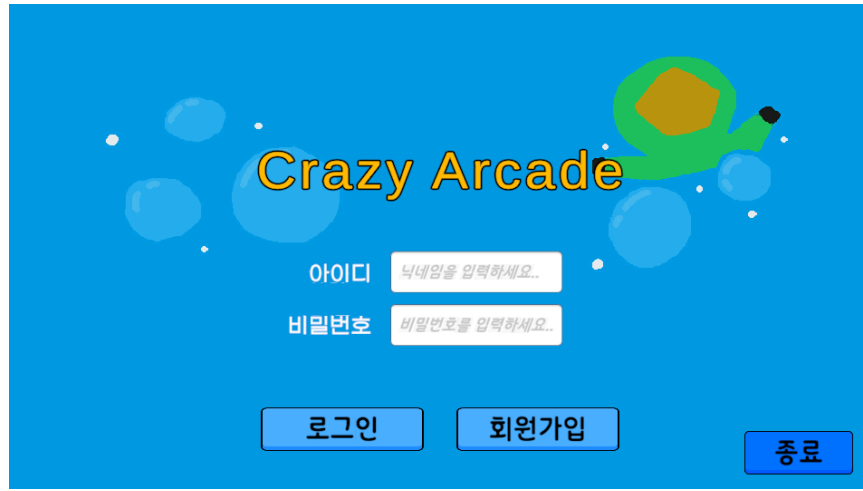 Crazy Arcade
아이디 닉네임을 입력하세요..
비밀번호 비밀번호를 입력하세요..
로그인 회원가입
종료